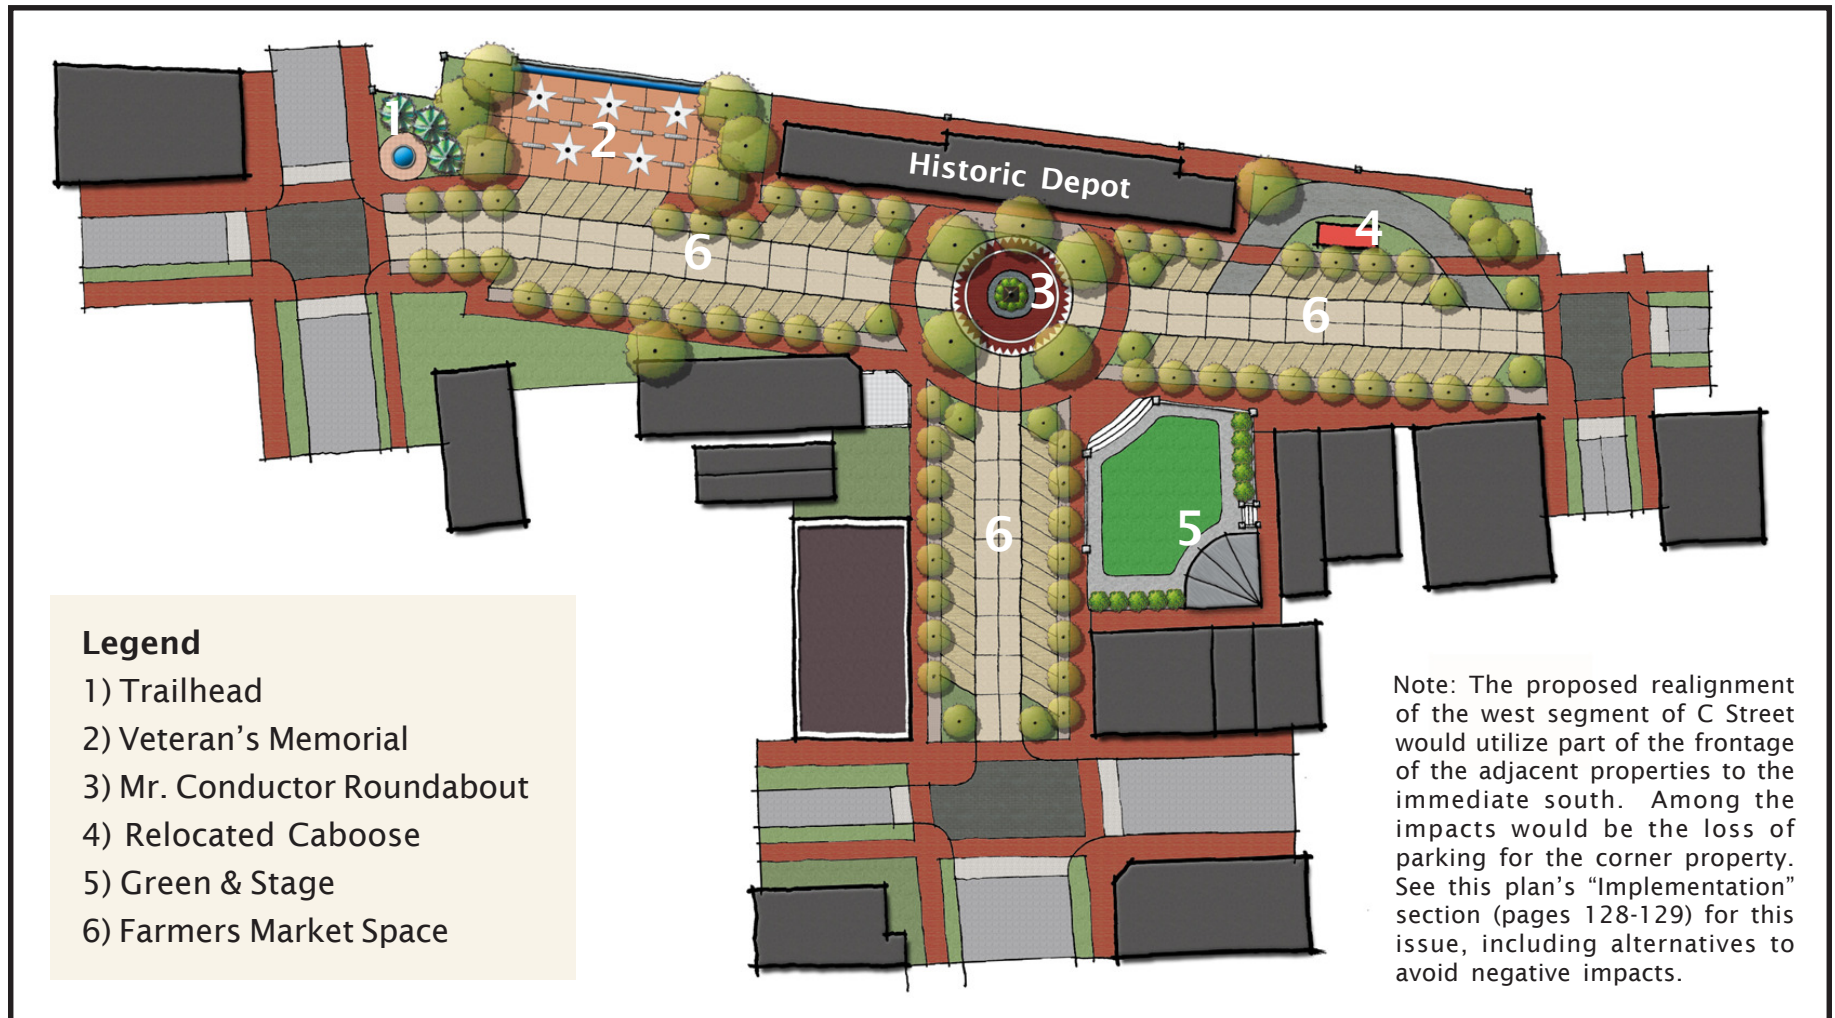 1
2
Historic Depot
4
6
3
6
6
5
Legend
1) Trailhead
2) Veteran’s Memorial
3) Mr. Conductor Roundabout
4) Relocated Caboose
5) Green & Stage
6) Farmers Market Space
Note: The proposed realignment
of the west segment of C Street
would utilize part of the frontage
of the adjacent properties to the
immediate south. Among the
impacts would be the loss of
parking for the corner property.
See this plan’s “Implementation”
section (pages 128-129) for this
issue, including alternatives to
avoid negative impacts.